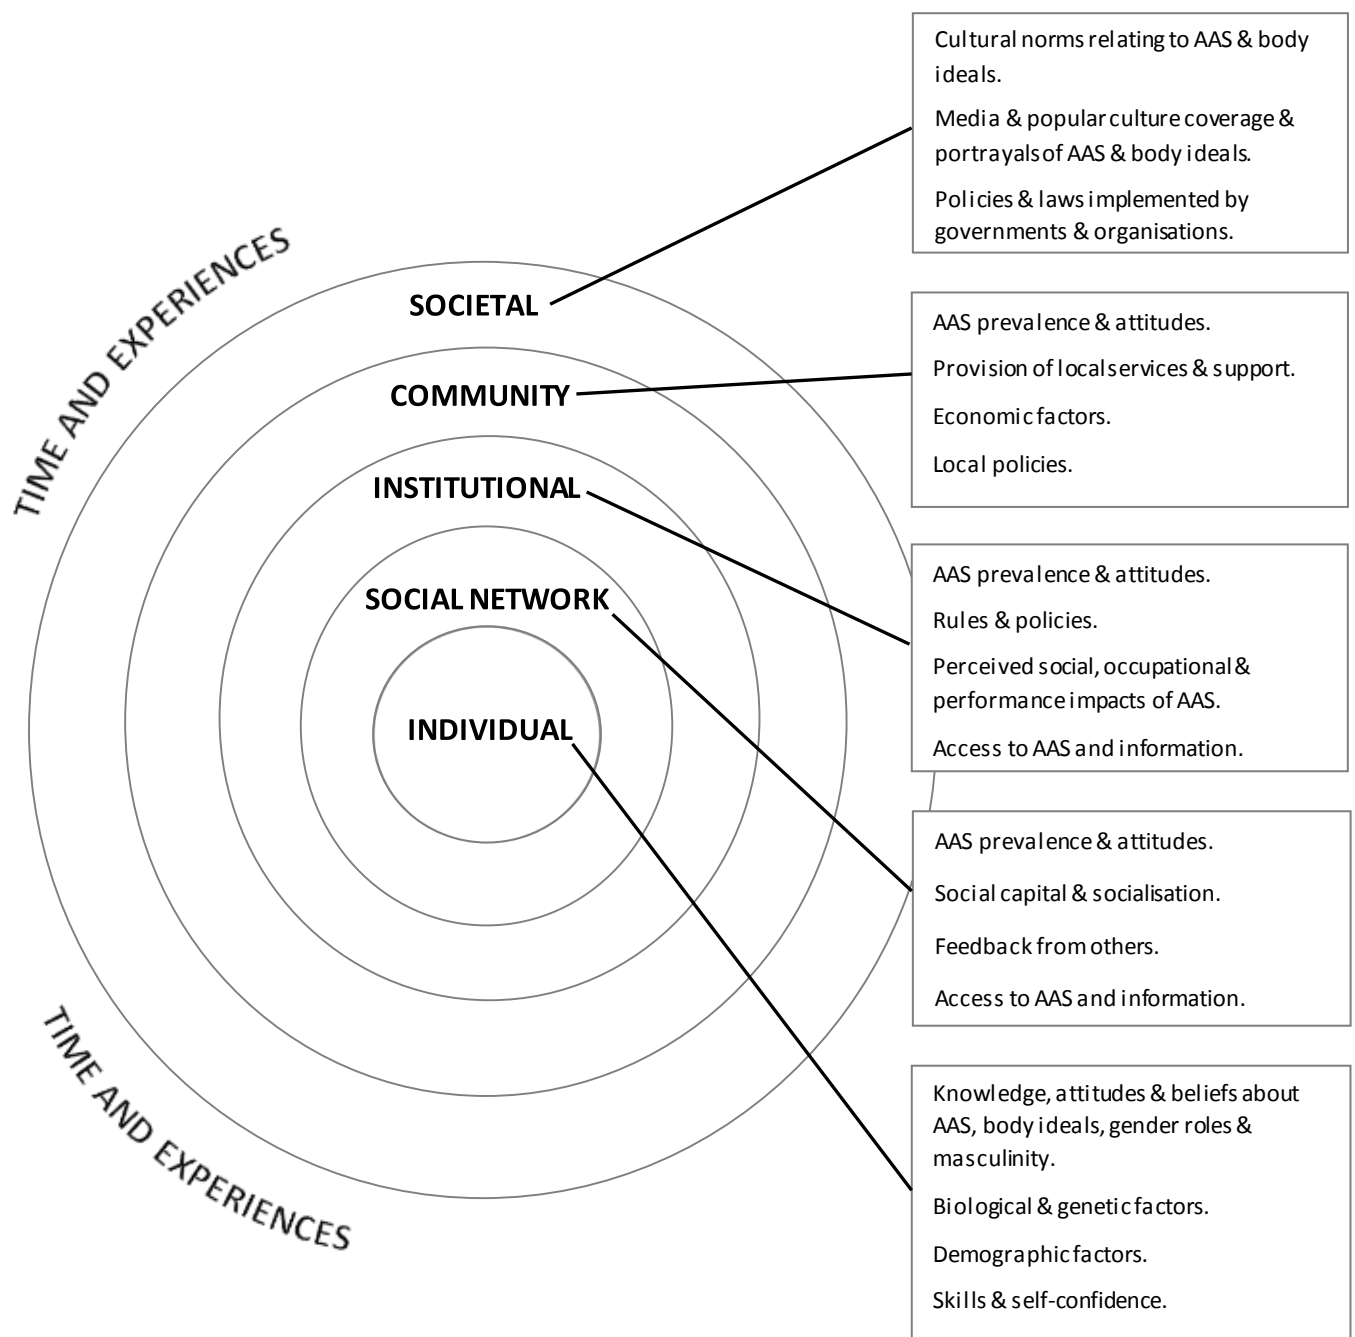 TIME AND EXPERIENCES
SOCIETAL
COMMUNITY
INSTITUTIONAL
SOCIAL NETWORK
INDIVIDUAL
TIME AND EXPERIENCES
Cultural norms relating to AAS & body
ideals.
Media & popular culture coverage &
portrayals of AAS & body ideals.
Policies & laws implemented by
governments & organisations.
AAS prevalence & attitudes.
Provision of local services & support.
Economic factors.
Local policies.
AAS prevalence & attitudes.
Rules & policies.
Perceived social, occupational &
performance impacts of AAS.
Access to AAS and information.
AAS prevalence & attitudes.
Social capital & socialisation.
Feedback from others.
Access to AAS and information.
Knowledge, attitudes & beliefs about
AAS, body ideals, gender roles &
masculinity.
Biological & genetic factors.
Demographic factors.
Skills & self-confidence.